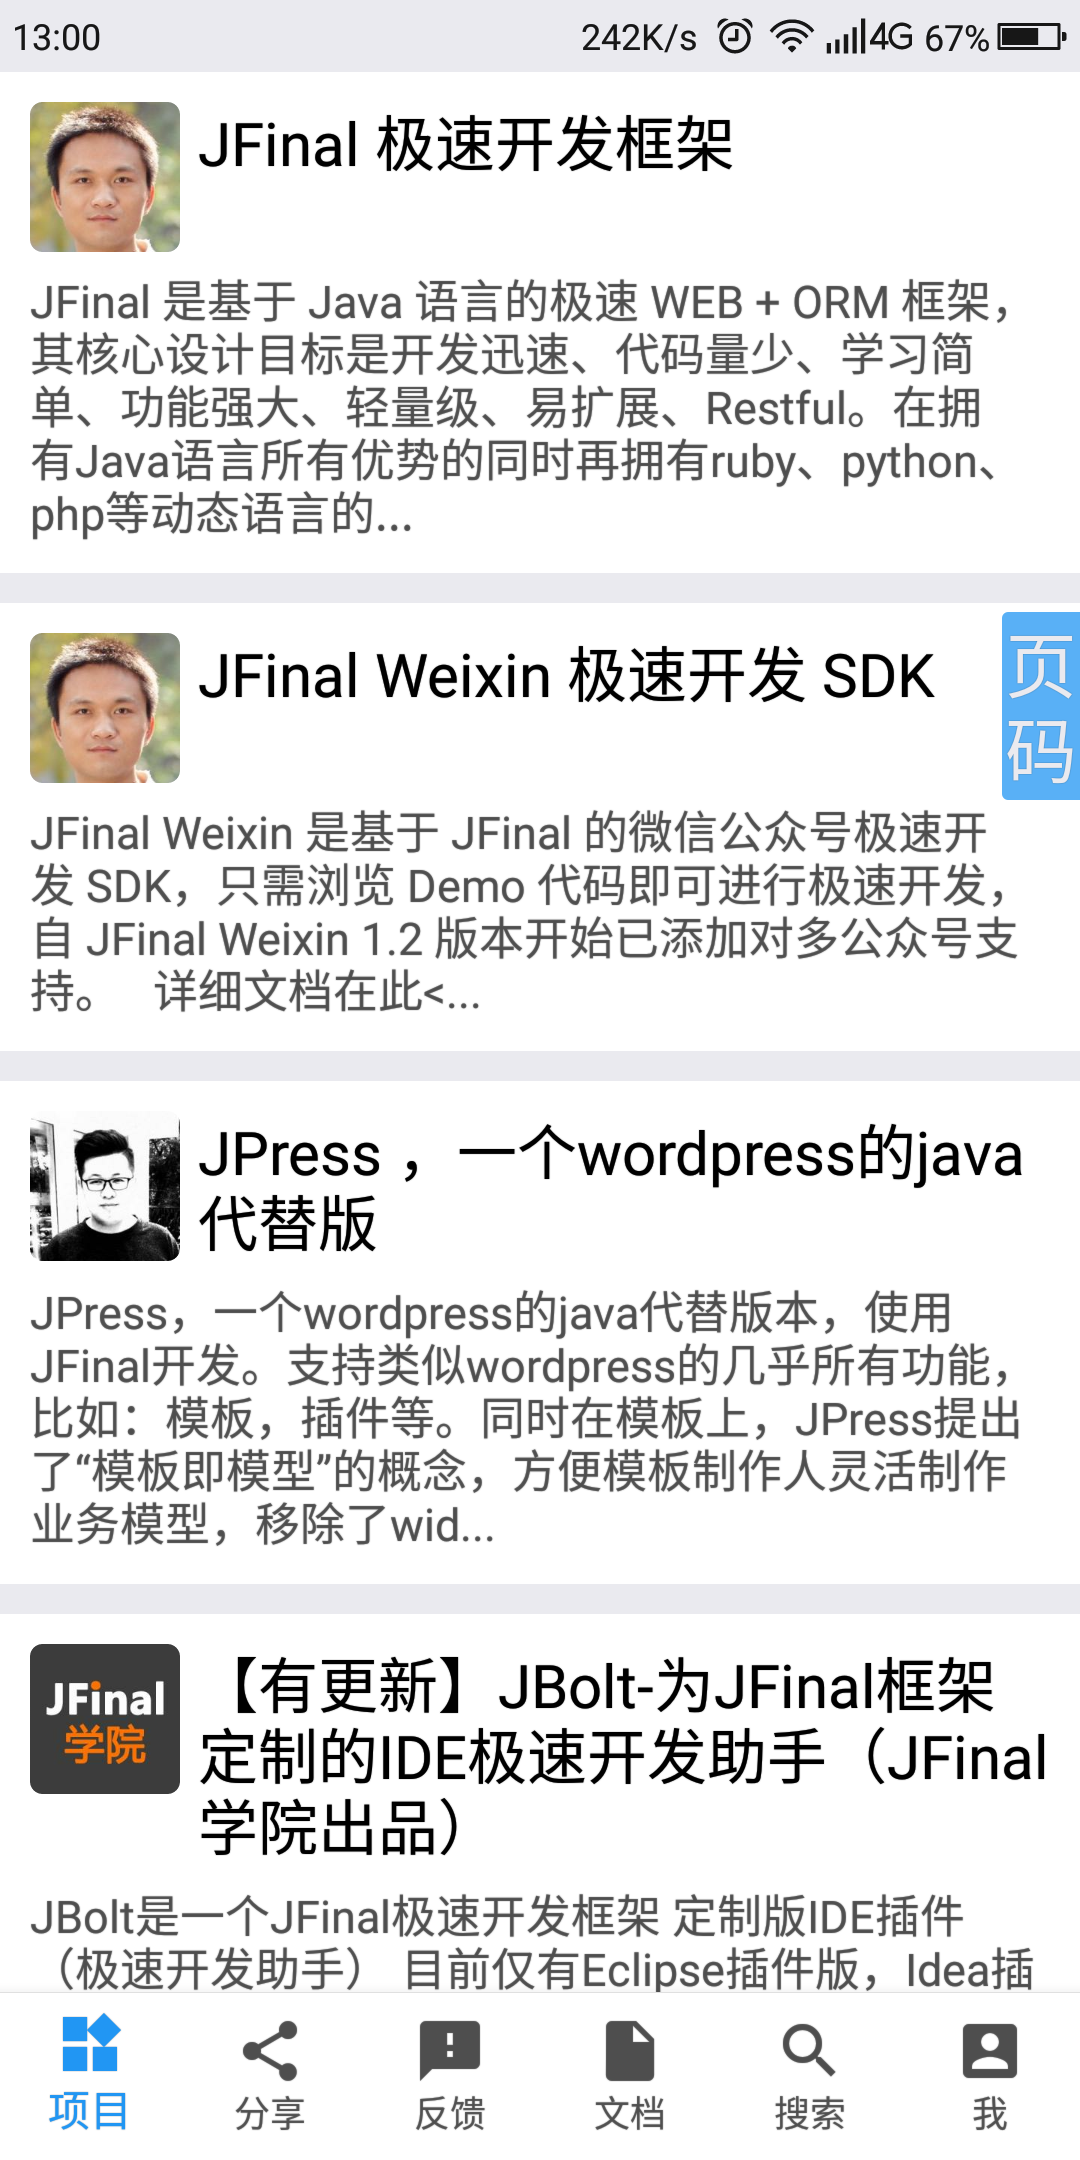 13:00
242K/s 4G 67%
JFinal 极速开发框架
JFinal 是基于 Java 语言的极速 WEB + ORM 框架，
其核心设计目标是开发迅速、代码量少、学习简
单、功能强大、轻量级、易扩展、Restful。在拥
有Java语言所有优势的同时再拥有ruby、python、
php等动态语言的...
JFinal Weixin 极速开发 SDK
页
码
JFinal Weixin 是基于 JFinal 的微信公众号极速开
发 SDK，只需浏览 Demo 代码即可进行极速开发，
自 JFinal Weixin 1.2 版本开始已添加对多公众号支
持。 详细文档在此<...
JPress ，一个wordpress的java
代替版
JPress，一个wordpress的java代替版本，使用
JFinal开发。支持类似wordpress的几乎所有功能，
比如：模板，插件等。同时在模板上，JPress提出
了“模板即模型”的概念，方便模板制作人灵活制作
业务模型，移除了wid...
JFinal
学院
【有更新】JBolt-为JFinal框架
定制的IDE极速开发助手（JFinal
学院出品）
JBolt是一个JFinal极速开发框架 定制版IDE插件
（极速开发助手） 目前仅有Eclipse插件版，Idea插
项目 分享 反馈 文档 搜索 我